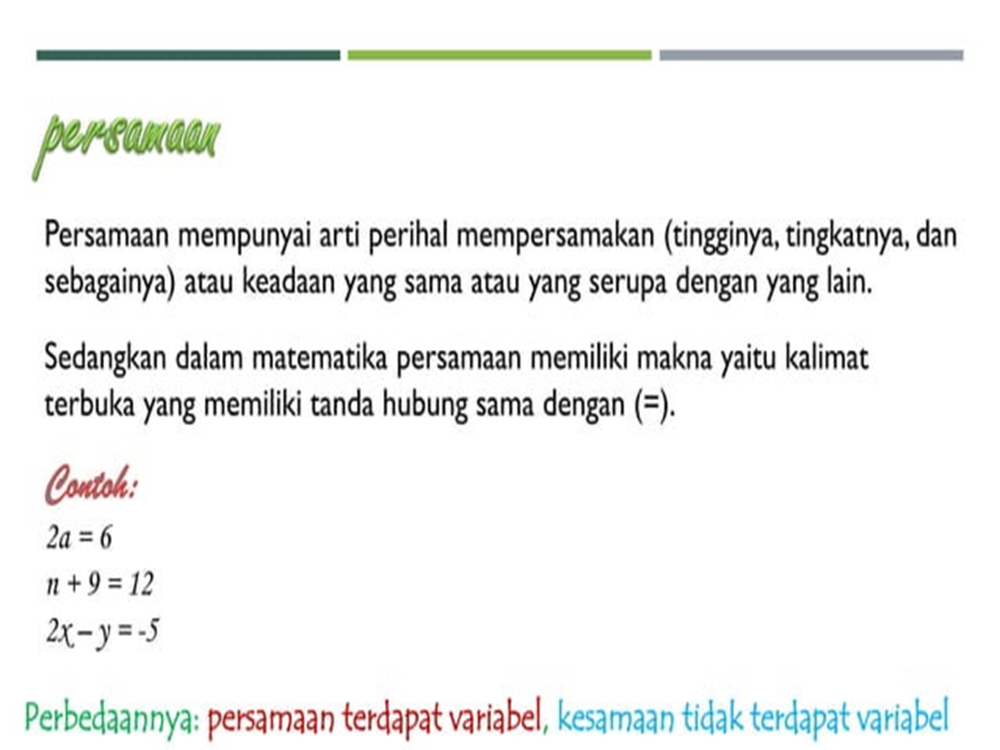 persamaan
Persamaan mempunyai arti perihal mempersamakan (tingginya, tingkatnya, dan
sebagainya) atau keadaan yang sama atau yang serupa dengan yang lain.
Sedangkan dalam matematika persamaan memiliki makna yaitu kalimat
terbuka yang memiliki tanda hubung sama dengan (=).
Contoh:
2a = 6
n + 9 = 12
2x – y = -5
Perbedaannya: persamaan terdapat variabel, kesamaan tidak terdapat variabel